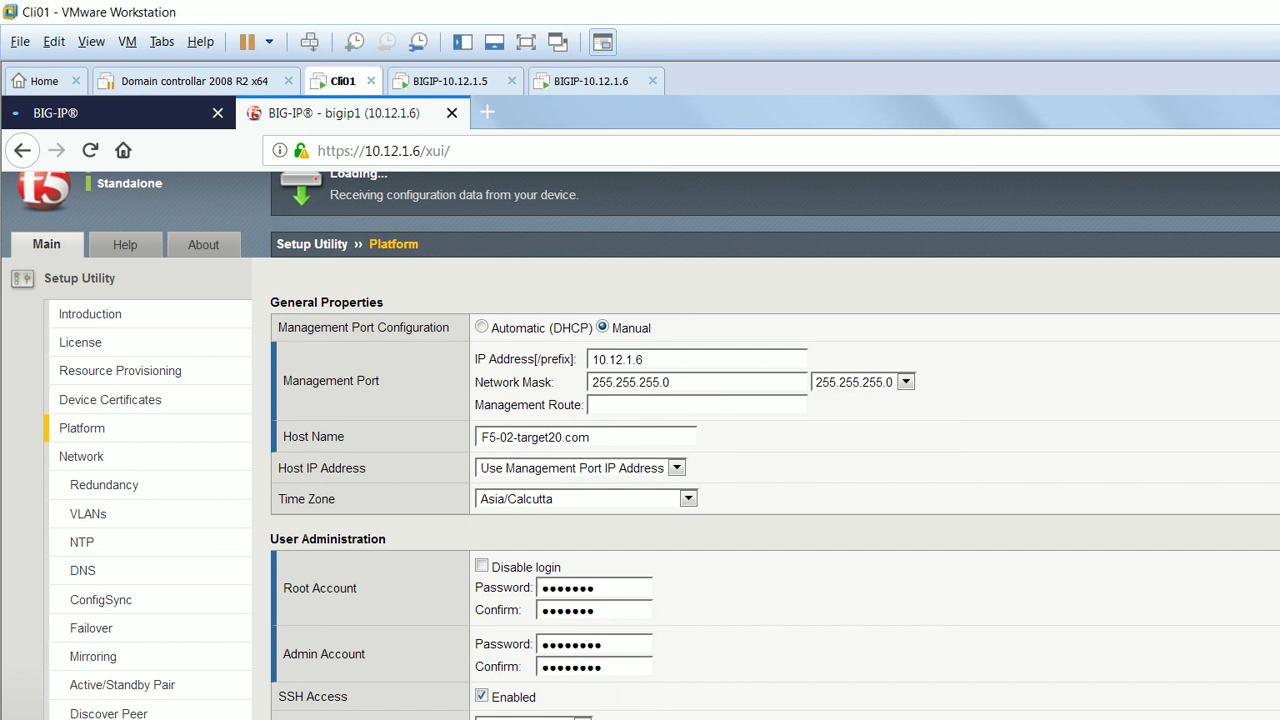 Cli01 - VMware Workstation
File Edit View VM Tabs Help
Home Domain controllar 2008 R2 x64 Cli01 BIGIP-10.12.1.5 BIGIP-10.12.1.6
BIG-IP® BIG-IP® - bigip1 (10.12.1.6)
https://10.12.1.6/xui/
f5 Standalone
Loading...
Receiving configuration data from your device.
Main Help About
Setup Utility ›› Platform
Setup Utility
Introduction
License
Resource Provisioning
Device Certificates
Platform
Network
Redundancy
VLANs
NTP
DNS
ConfigSync
Failover
Mirroring
Active/Standby Pair
Discover Peer
General Properties
Management Port Configuration Automatic (DHCP) Manual
Management Port
IP Address[/prefix]: 10.12.1.6
Network Mask: 255.255.255.0 255.255.255.0
Management Route:
Host Name F5-02-target20.com
Host IP Address Use Management Port IP Address
Time Zone Asia/Calcutta
User Administration
Root Account
Disable login
Password: •••••••
Confirm: •••••••
Admin Account
Password: ••••••••
Confirm: ••••••••
SSH Access Enabled